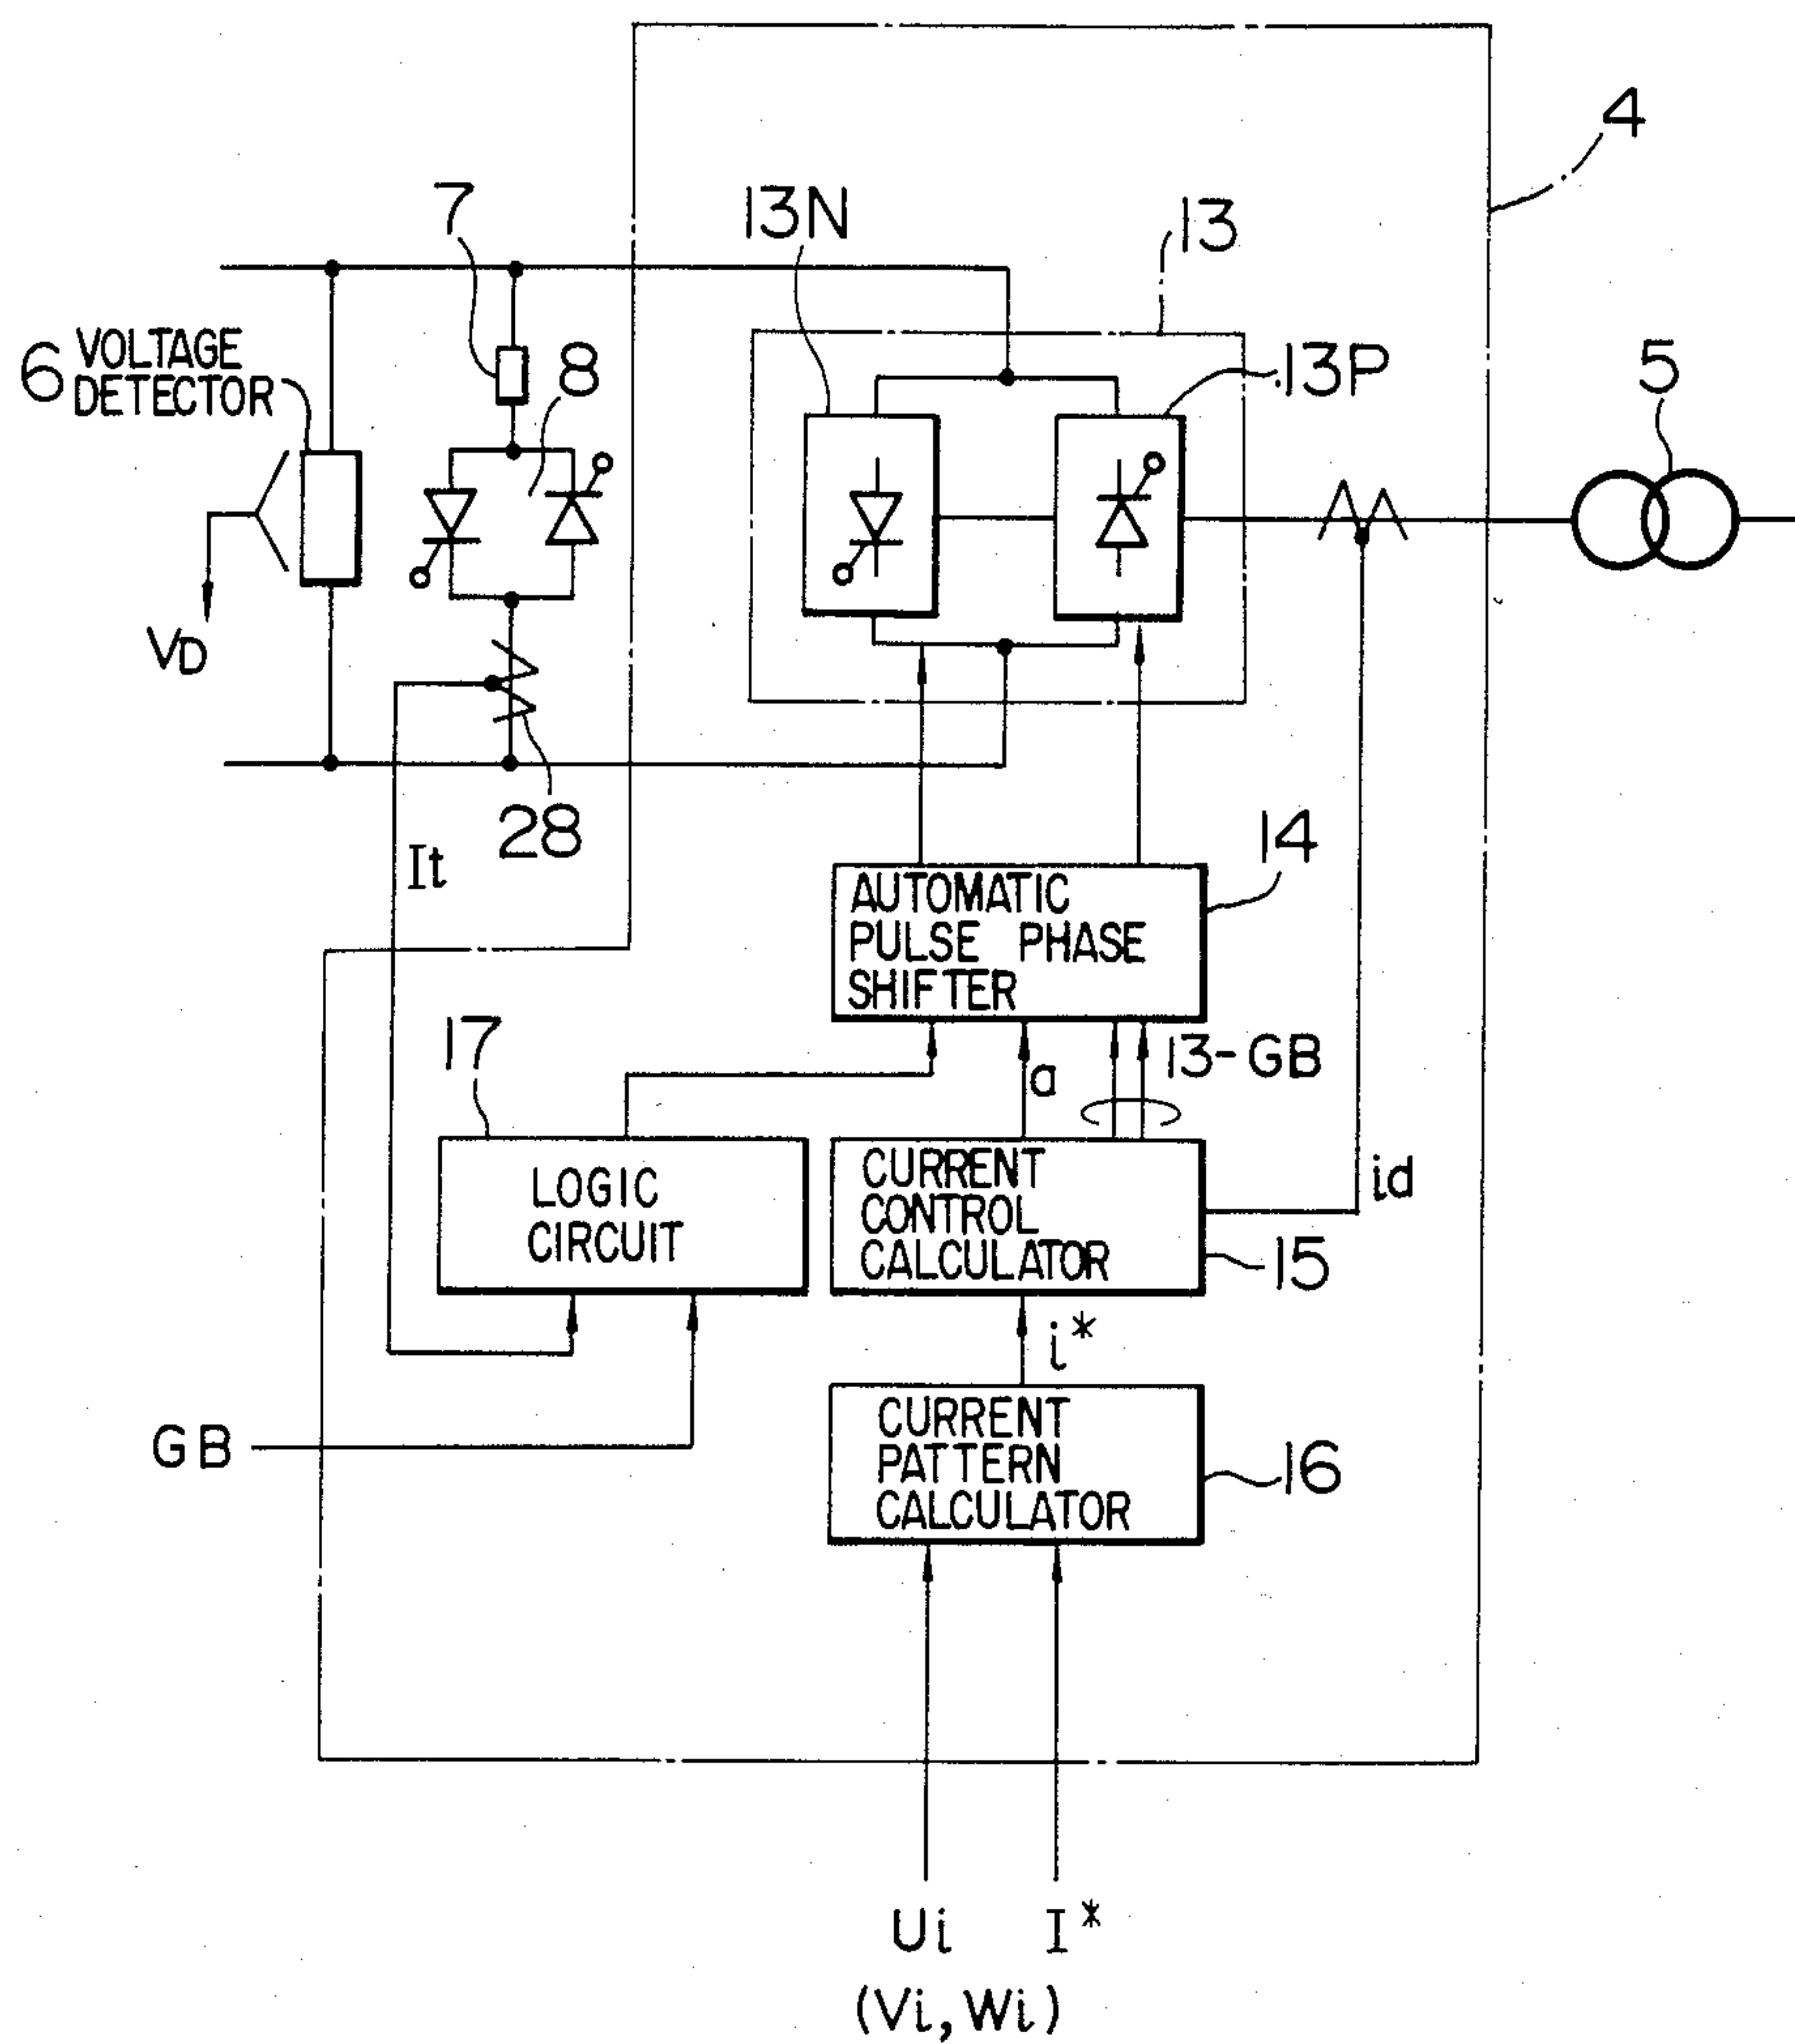 4
7
13N
13
6 VOLTAGE
DETECTOR
8
13P
5
VD
28
It
14
AUTOMATIC
PULSE PHASE
SHIFTER
17
a
13-GB
LOGIC
CIRCUIT
CURRENT
CONTROL
CALCULATOR
id
15
i*
GB
CURRENT
PATTERN
CALCULATOR
16
Ui
I*
(Vi, Wi)